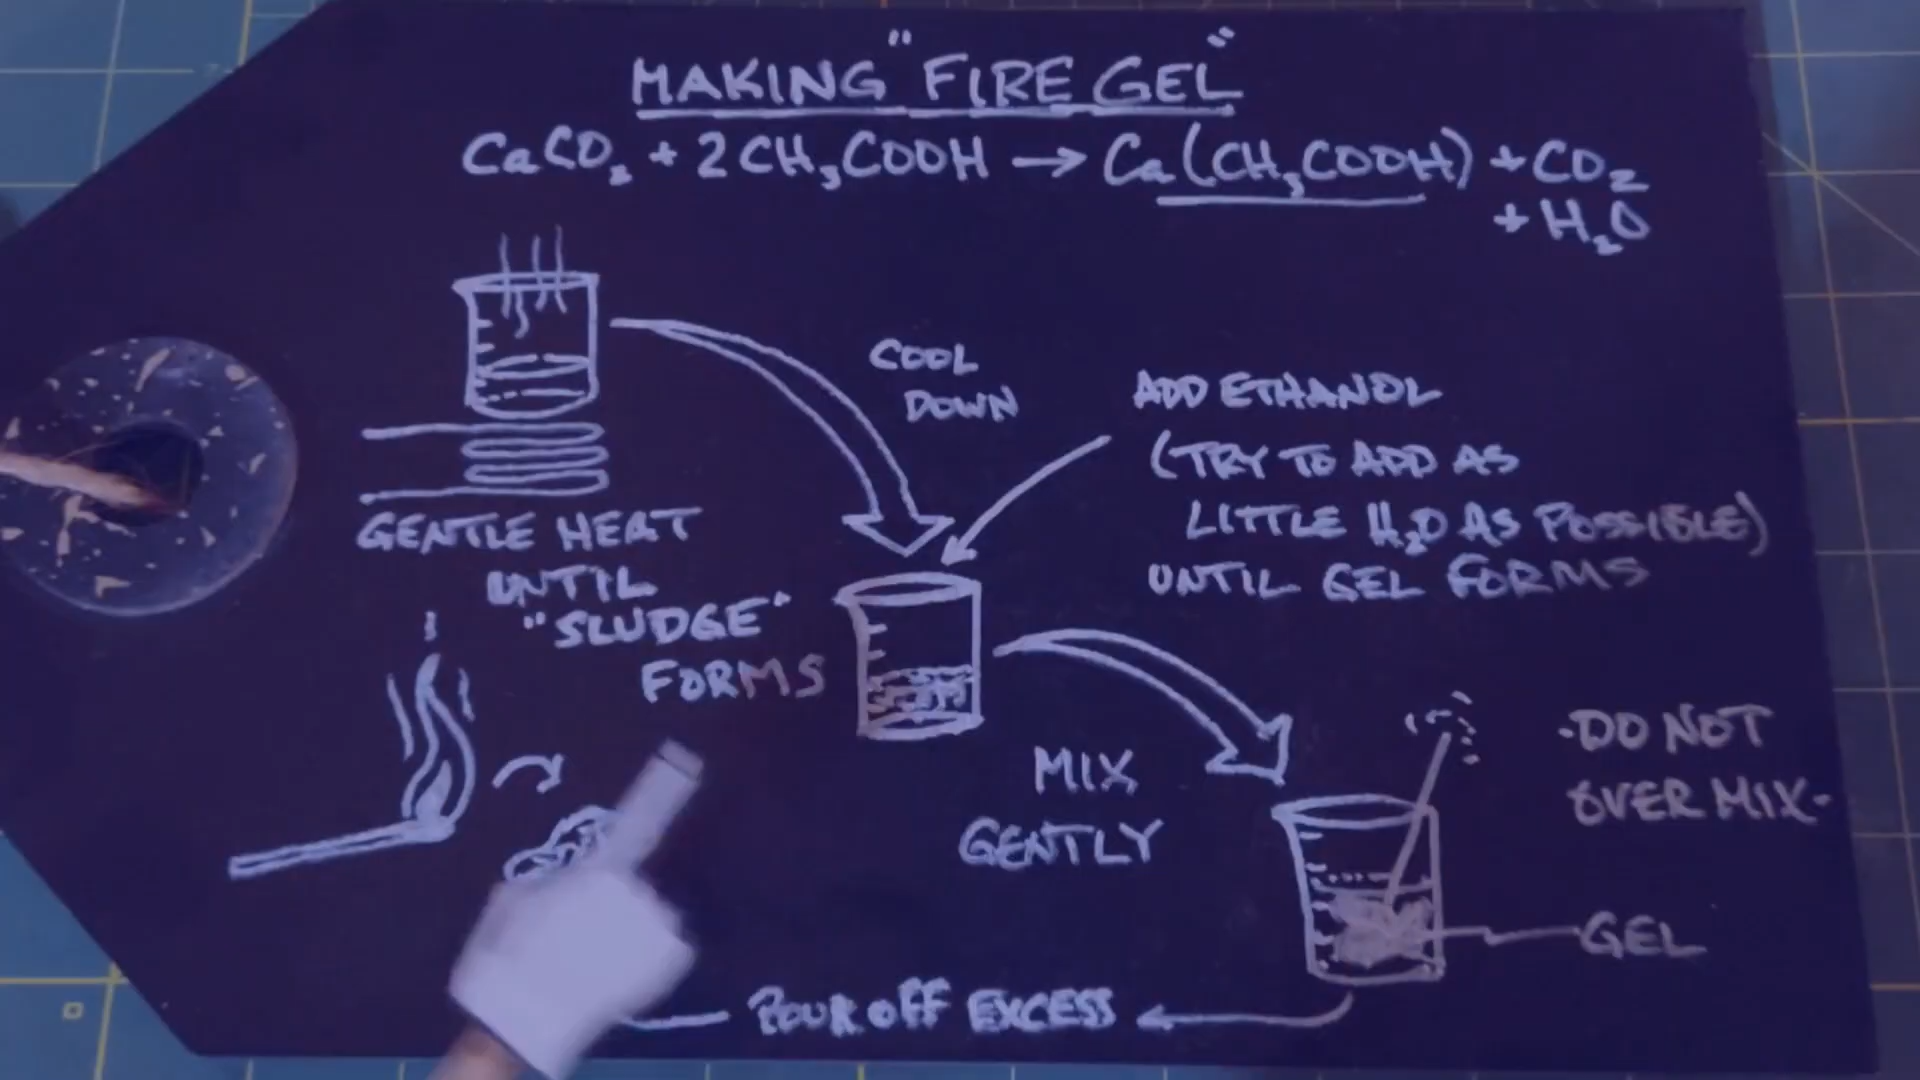 MAKING "FIRE GEL"
CaCO₂ + 2CH₃COOH → Ca(CH₃COOH) + CO₂
+ H₂O
COOL
DOWN
ADD ETHANOL
(TRY TO ADD AS
LITTLE H₂O AS POSSIBLE)
UNTIL GEL FORMS
GENTLE HEAT
UNTIL
"SLUDGE"
FORMS
MIX
GENTLY
-DO NOT
OVER MIX-
GEL
POUR OFF EXCESS